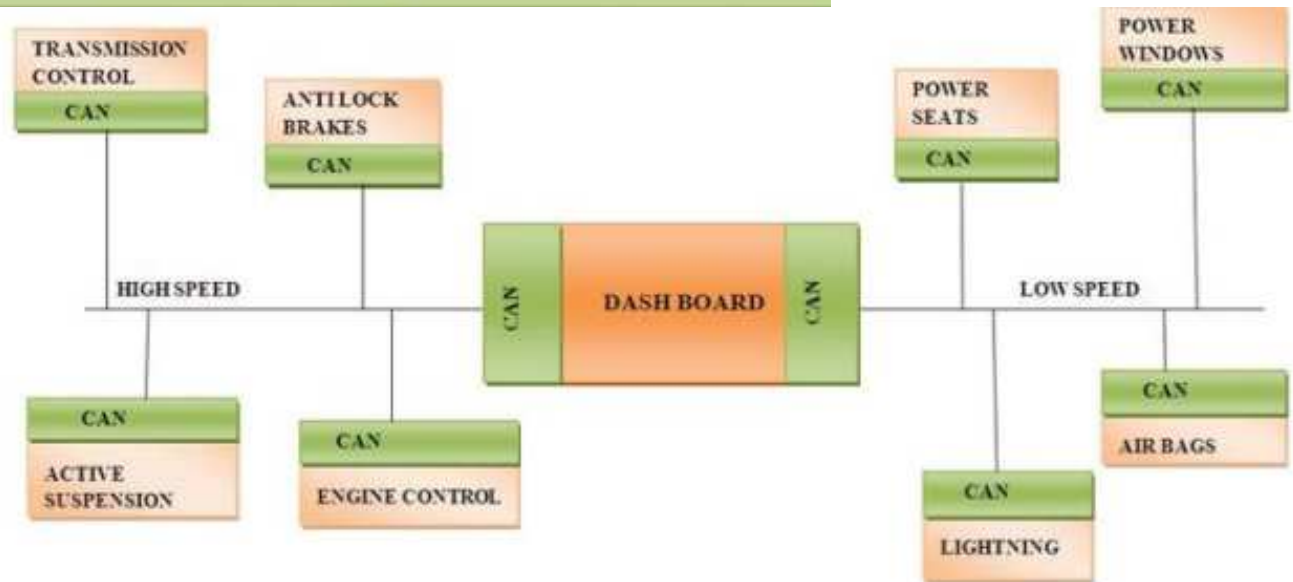 TRANSMISSION
CONTROL
CAN
ANTI LOCK
BRAKES
CAN
POWER
SEATS
CAN
POWER
WINDOWS
CAN
HIGH SPEED
CAN
DASH BOARD
CAN
LOW SPEED
CAN
ACTIVE
SUSPENSION
CAN
ENGINE CONTROL
CAN
LIGHTNING
CAN
AIR BAGS